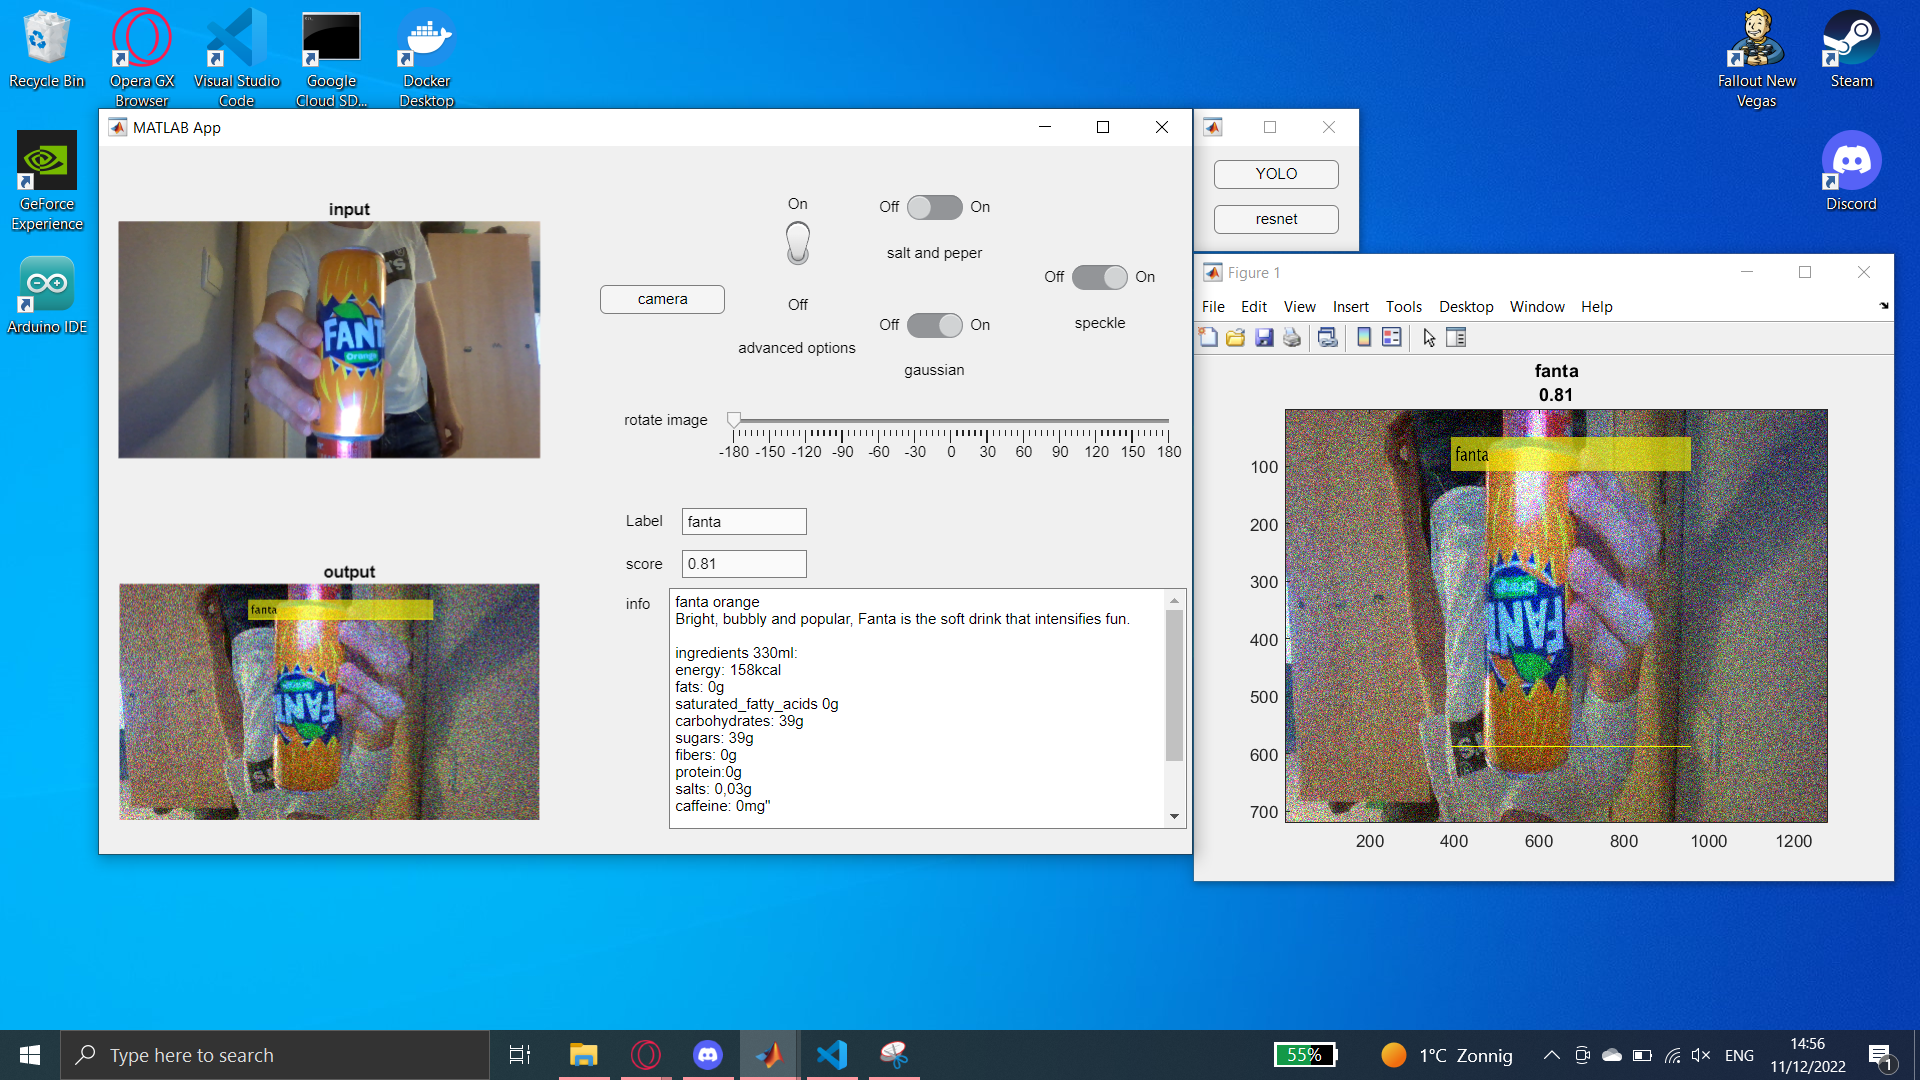 Recycle Bin
Opera GX
Browser
Visual Studio
Code
Google
Cloud SD...
Docker
Desktop
Fallout New
Vegas
Steam
GeForce
Experience
Discord
Arduino IDE
MATLAB App
input
FANT
Orange
camera
On
Off
advanced options
Off On
salt and peper
Off On
gaussian
Off On
speckle
rotate image
-180 -150 -120 -90 -60 -30 0 30 60 90 120 150 180
Label fanta
score 0.81
info
fanta orange
Bright, bubbly and popular, Fanta is the soft drink that intensifies fun.
ingredients 330ml:
energy: 158kcal
fats: 0g
saturated_fatty_acids 0g
carbohydrates: 39g
sugars: 39g
fibers: 0g
protein:0g
salts: 0,03g
caffeine: 0mg"
output
fanta
FANT
YOLO
resnet
Figure 1
File Edit View Insert Tools Desktop Window Help
fanta
0.81
fanta
FANT
100
200
300
400
500
600
700
200 400 600 800 1000 1200
Type here to search
55%
1°C Zonnig
ENG
14:56
11/12/2022
1